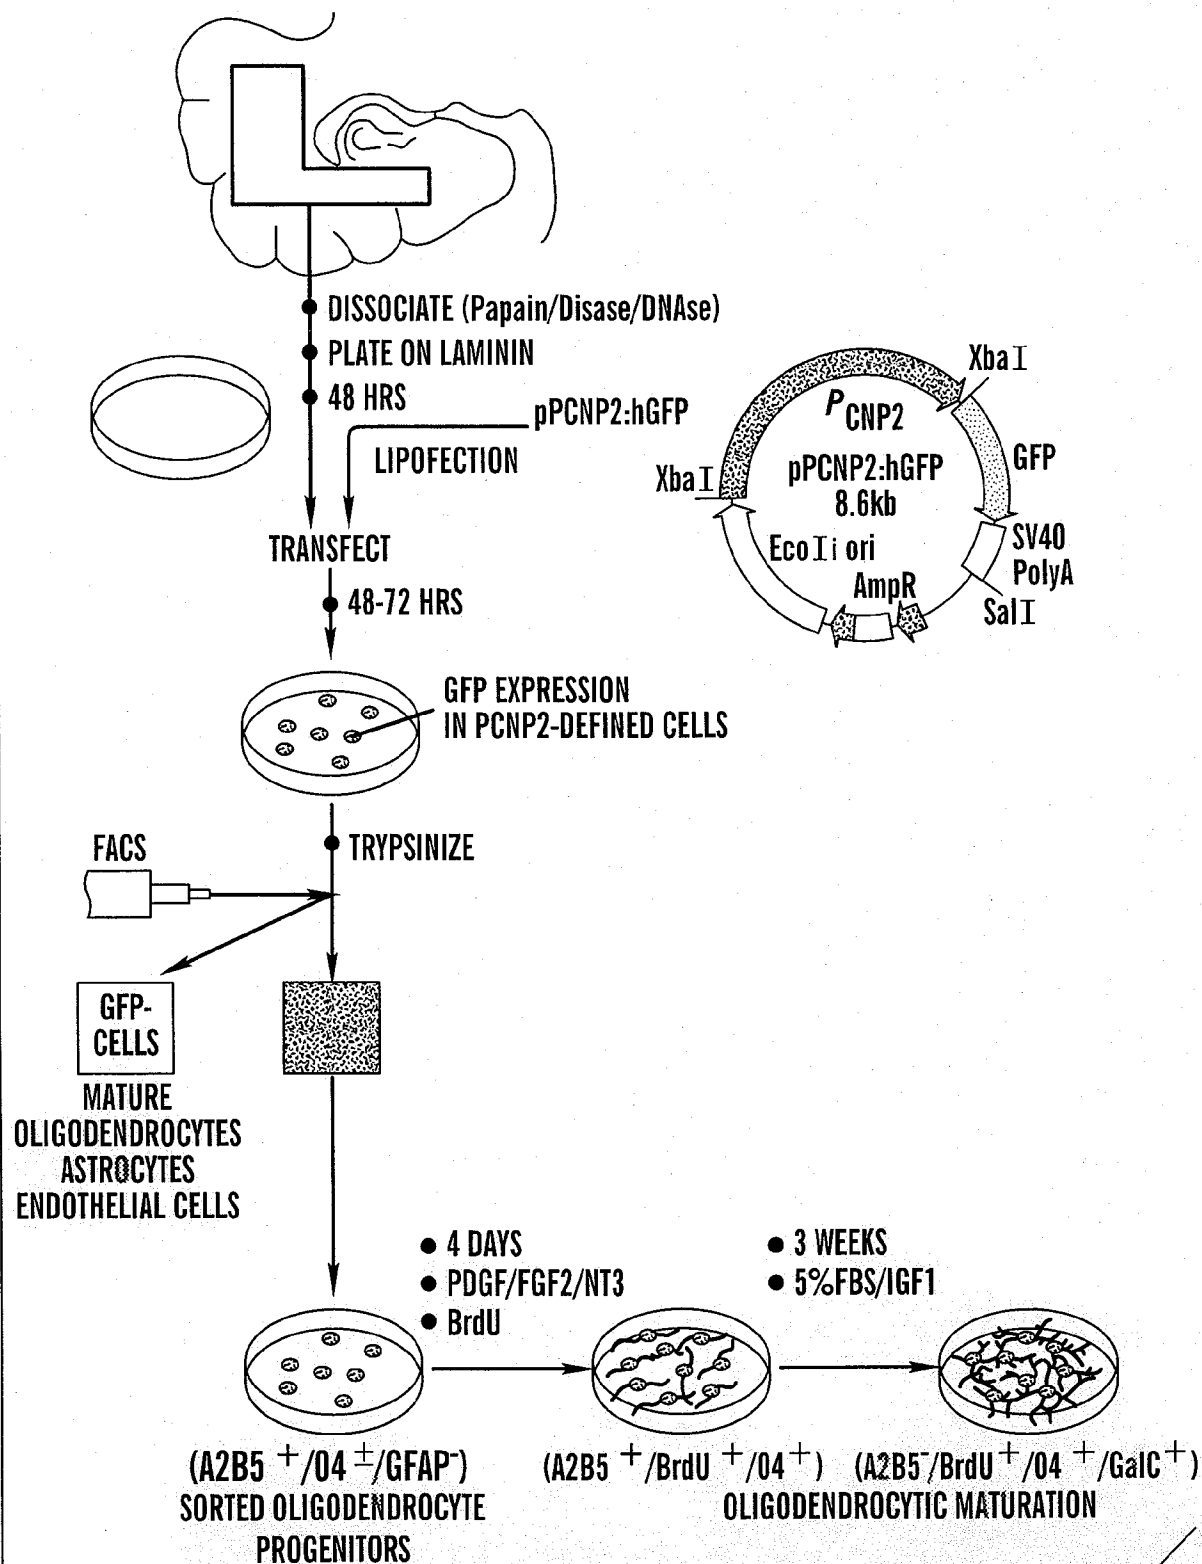 DISSOCIATE (Papain/Disase/DNAse)
PLATE ON LAMININ
48 HRS
pPCNP2:hGFP
LIPOFECTION
TRANSFECT
48-72 HRS
XbaI
PCNP2
pPCNP2:hGFP
8.6kb
XbaI
GFP
EcoIi ori
SV40
PolyA
AmpR
SalI
GFP EXPRESSION
IN PCNP2-DEFINED CELLS
FACS
TRYPSINIZE
GFP-
CELLS
MATURE
OLIGODENDROCYTES
ASTROCYTES
ENDOTHELIAL CELLS
4 DAYS
PDGF/FGF2/NT3
BrdU
3 WEEKS
5%FBS/IGF1
(A2B5 +/04 ±/GFAP-)
SORTED OLIGODENDROCYTE
PROGENITORS
(A2B5 +/BrdU +/04+)
(A2B5-/BrdU+/04 +/GalC+)
OLIGODENDROCYTIC MATURATION